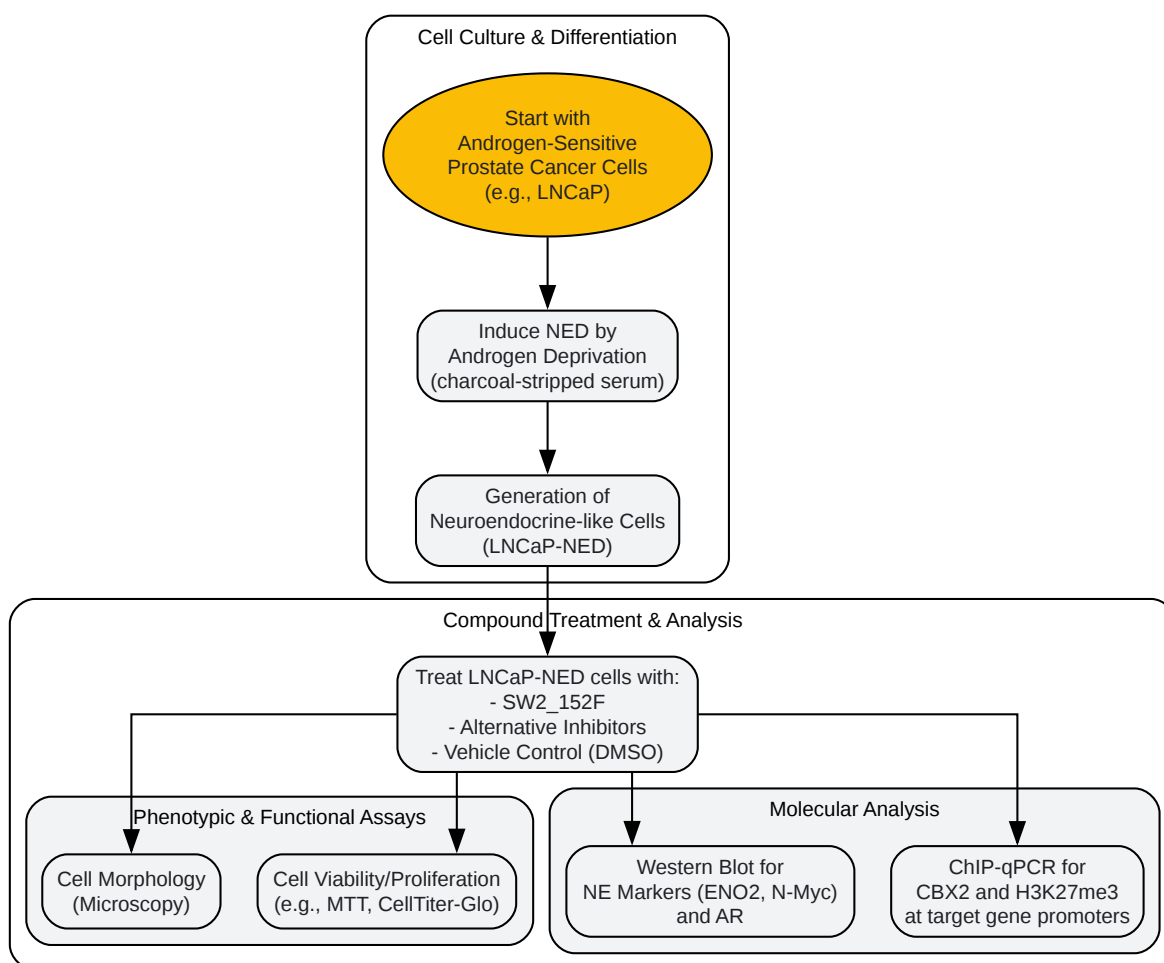 Cell Culture & Differentiation
Start with
Androgen-Sensitive
Prostate Cancer Cells
(e.g., LNCaP)
Induce NED by
Androgen Deprivation
(charcoal-stripped serum)
Generation of
Neuroendocrine-like Cells
(LNCaP-NED)
Compound Treatment & Analysis
Treat LNCaP-NED cells with:
- SW2_152F
- Alternative Inhibitors
- Vehicle Control (DMSO)
Phenotypic & Functional Assays
Cell Morphology
(Microscopy)
Cell Viability/Proliferation
(e.g., MTT, CellTiter-Glo)
Molecular Analysis
Western Blot for
NE Markers (ENO2, N-Myc)
and AR
ChIP-qPCR for
CBX2 and H3K27me3
at target gene promoters